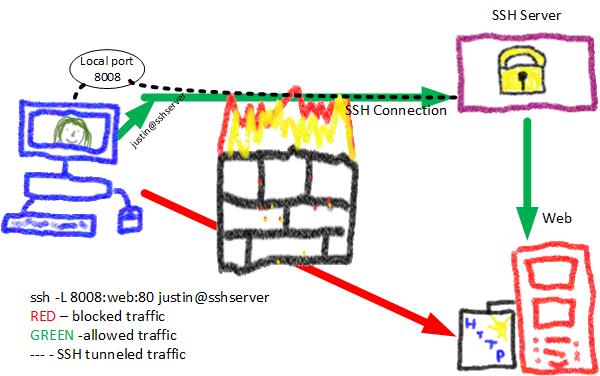 SSH Server
Local port
8008
justin@sshserver
SSH Connection
Web
HTTP
ssh -L 8008:web:80 justin@sshserver
RED – blocked traffic
GREEN -allowed traffic
--- - SSH tunneled traffic